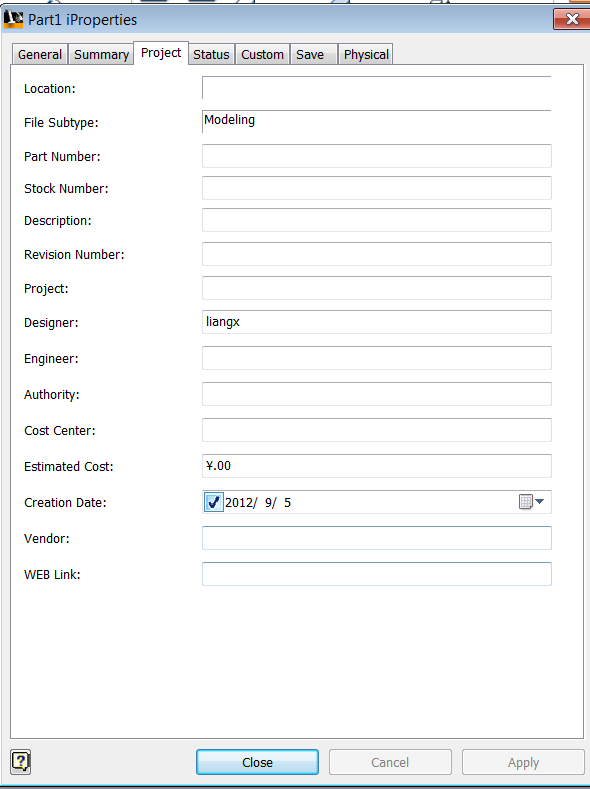 Part1 iProperties
General Summary Project Status Custom Save Physical
Location:
File Subtype: Modeling
Part Number:
Stock Number:
Description:
Revision Number:
Project:
Designer: liangx
Engineer:
Authority:
Cost Center:
Estimated Cost: ¥.00
Creation Date: 2012/ 9/ 5
Vendor:
WEB Link:
Close Cancel Apply